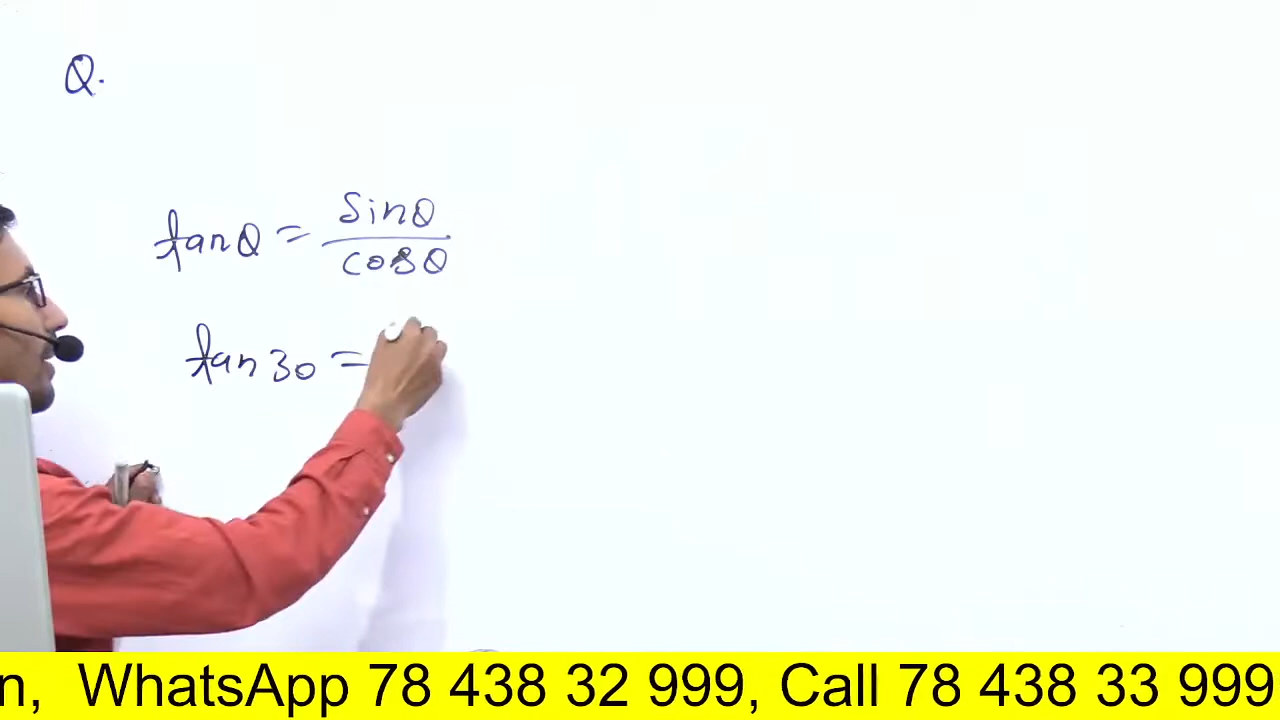 Q.
tanθ = sinθ
cosθ
tan 30 =
n, WhatsApp 78 438 32 999, Call 78 438 33 999